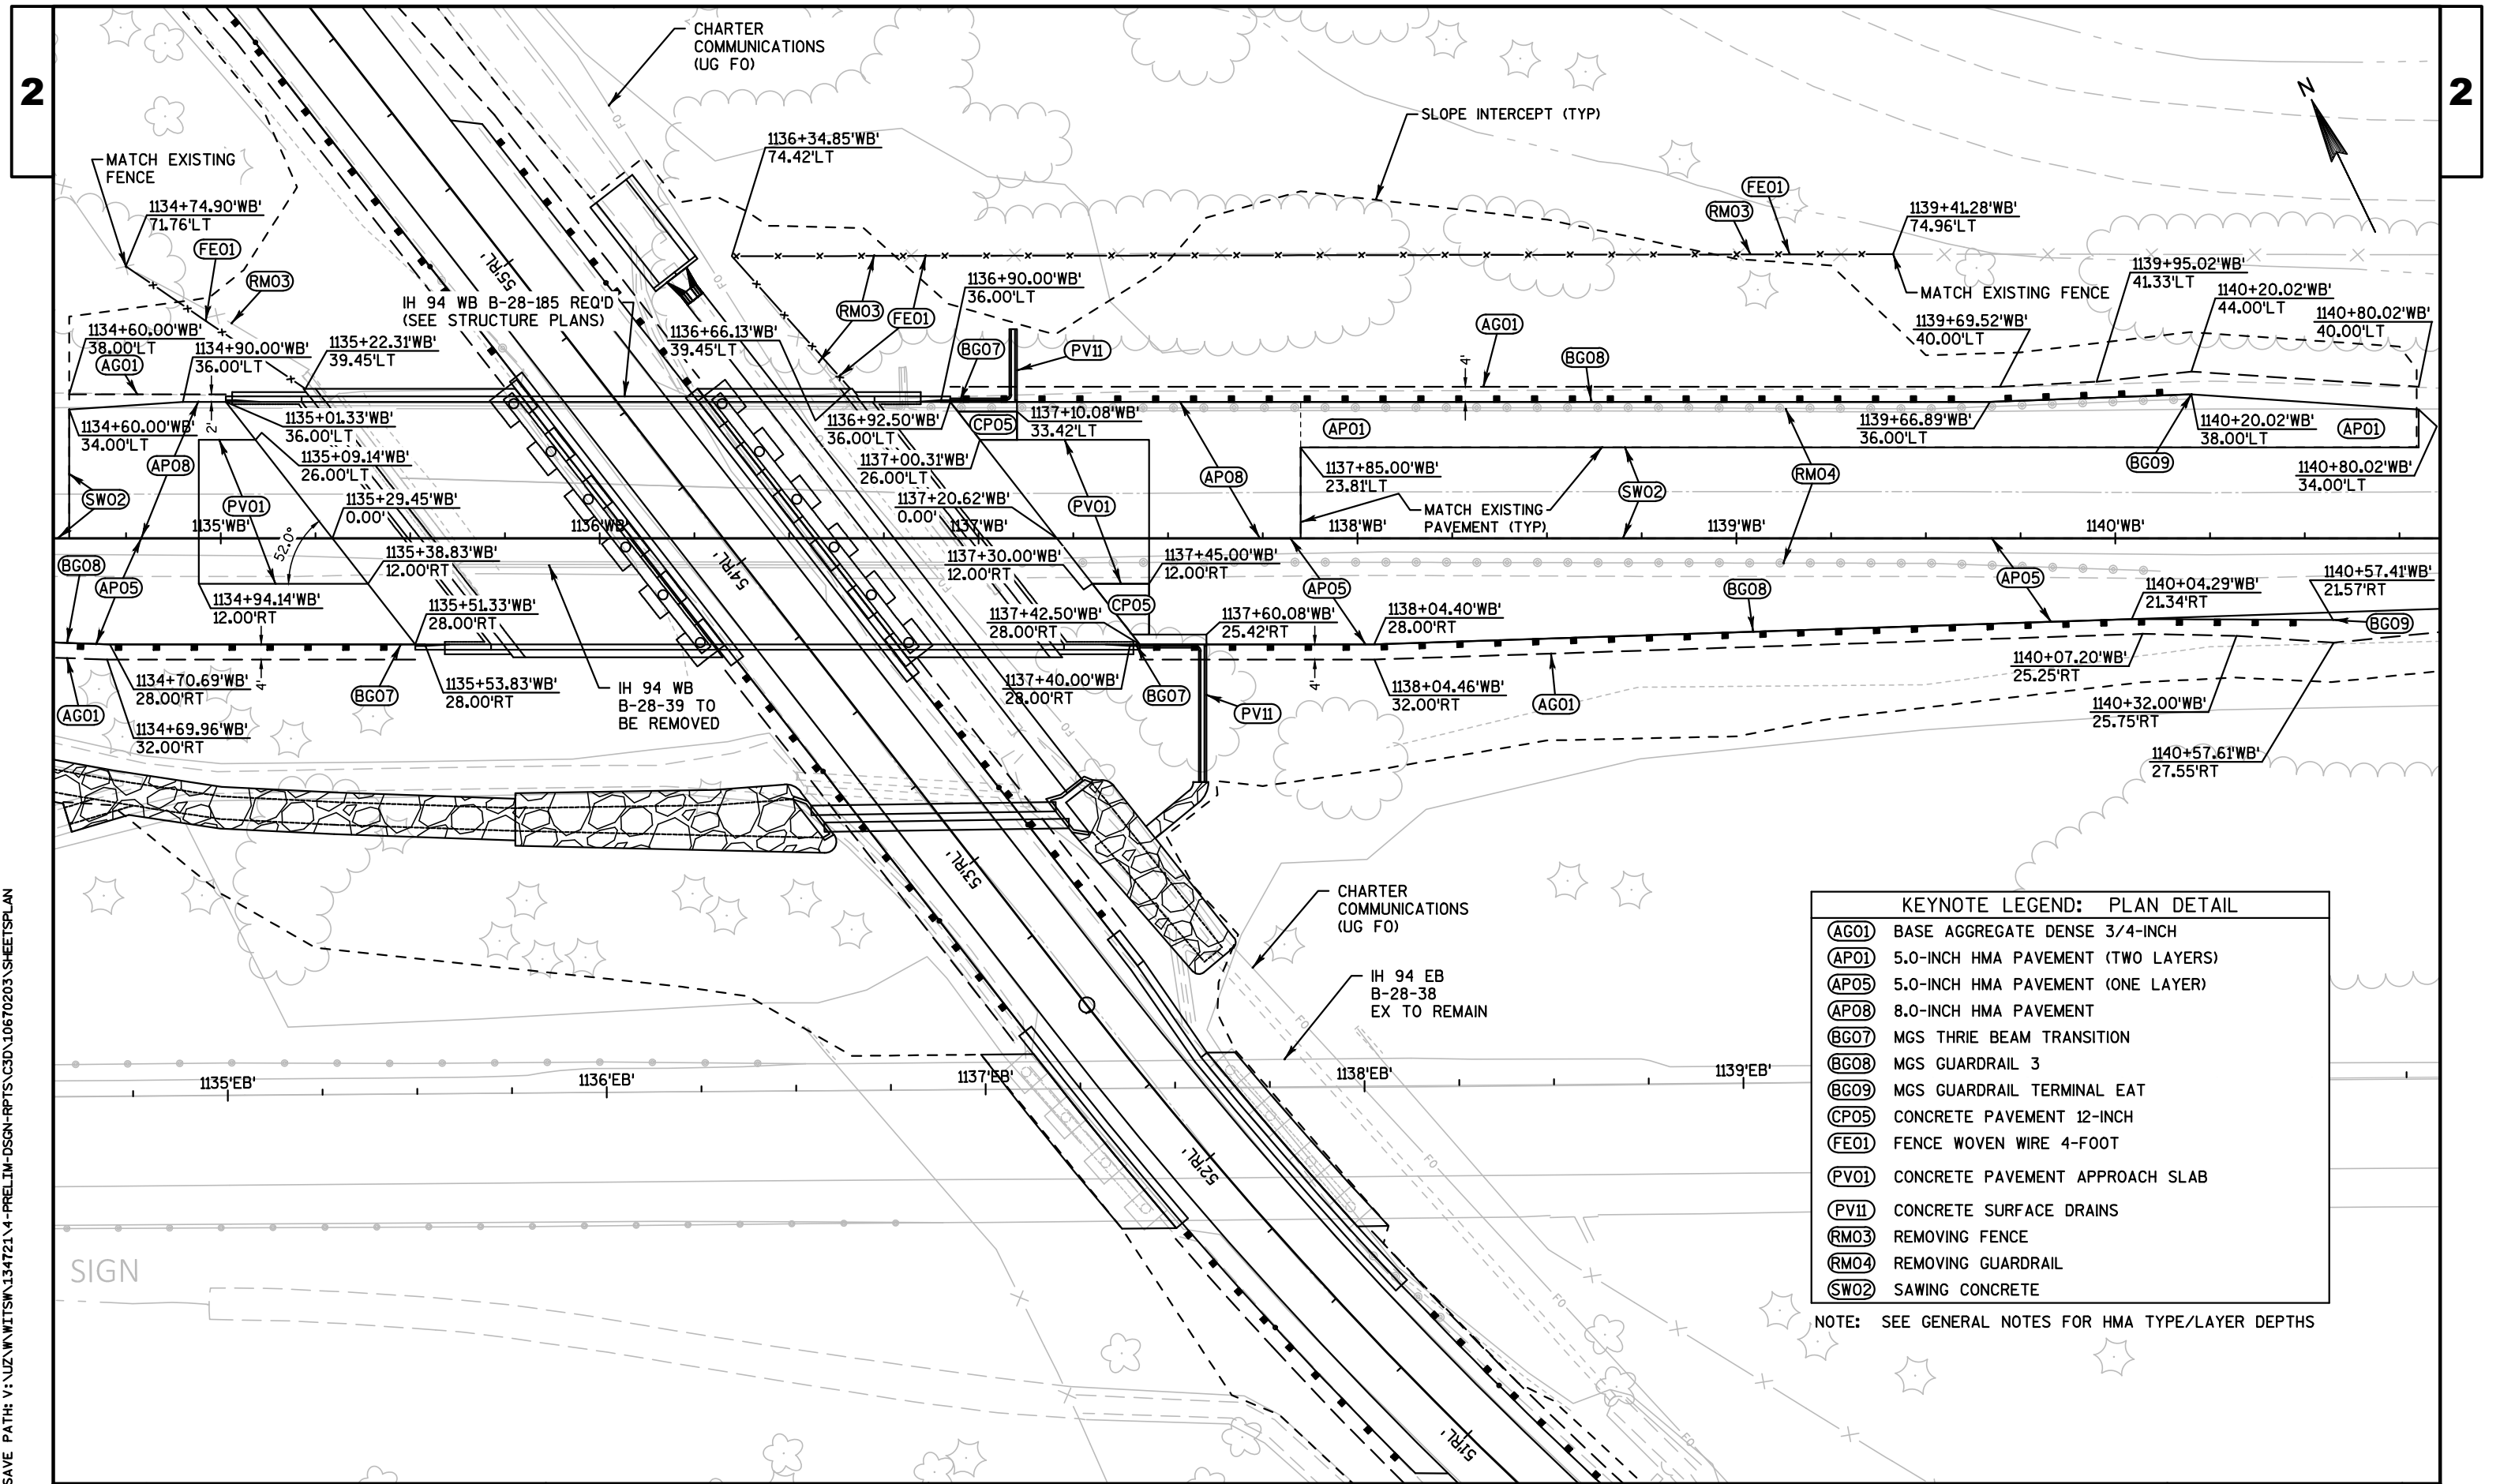 2
2
CHARTER
COMMUNICATIONS
(UG FO)
FO
N
SLOPE INTERCEPT (TYP)
MATCH EXISTING
FENCE
1134+74.90'WB'
71.76'LT
FE01
RM03
1136+34.85'WB'
74.42'LT
RM03
FE01
1139+41.28'WB'
74.96'LT
MATCH EXISTING FENCE
55'RL'
IH 94 WB B-28-185 REQ'D
(SEE STRUCTURE PLANS)
1134+60.00'WB'
38.00'LT
AG01
1134+90.00'WB'
36.00'LT
1135+22.31'WB'
39.45'LT
1136+66.13'WB'
39.45'LT
RM03
FE01
1136+90.00'WB'
36.00'LT
BG07
PV11
FO
AG01
4'
BG08
1139+95.02'WB'
41.33'LT
1139+69.52'WB'
40.00'LT
1140+20.02'WB'
44.00'LT
1140+80.02'WB'
40.00'LT
2'
1134+60.00'WB'
34.00'LT
AP08
SW02
PV01
1135'WB'
1135+01.33'WB'
36.00'LT
1135+09.14'WB'
26.00'LT
1135+29.45'WB'
0.00'
52.0°
1135+38.83'WB'
12.00'RT
1136'WB'
1136+92.50'WB'
36.00'LT
CP05
1137+10.08'WB'
33.42'LT
1137+00.31'WB'
26.00'LT
1137+20.62'WB'
0.00'
1137'WB'
PV01
AP08
AP01
1137+85.00'WB'
23.81'LT
MATCH EXISTING
PAVEMENT (TYP)
1138'WB'
SW02
RM04
1139'WB'
1139+66.89'WB'
36.00'LT
BG09
1140+20.02'WB'
38.00'LT
AP01
1140+80.02'WB'
34.00'LT
1140'WB'
BG08
AP05
1134+94.14'WB'
12.00'RT
1135+51.33'WB'
28.00'RT
54'RL'
1137+30.00'WB'
12.00'RT
1137+45.00'WB'
12.00'RT
CP05
1137+42.50'WB'
28.00'RT
1137+60.08'WB'
25.42'RT
AP05
1138+04.40'WB'
28.00'RT
BG08
AP05
1140+04.29'WB'
21.34'RT
1140+57.41'WB'
21.57'RT
BG09
AG01
1134+70.69'WB'
28.00'RT
1134+69.96'WB'
32.00'RT
4'
BG07
1135+53.83'WB'
28.00'RT
IH 94 WB
B-28-39 TO
BE REMOVED
1137+40.00'WB'
28.00'RT
BG07
PV11
4'
1138+04.46'WB'
32.00'RT
AG01
1140+07.20'WB'
25.25'RT
1140+32.00'WB'
25.75'RT
1140+57.61'WB'
27.55'RT
FO
53'RL'
CHARTER
COMMUNICATIONS
(UG FO)
IH 94 EB
B-28-38
EX TO REMAIN
FO
FO
FO
FO
1135'EB'
1136'EB'
1137'EB'
1138'EB'
1139'EB'
52'RL'
51'RL'
SIGN
KEYNOTE LEGEND: PLAN DETAIL
AG01 BASE AGGREGATE DENSE 3/4-INCH
AP01 5.0-INCH HMA PAVEMENT (TWO LAYERS)
AP05 5.0-INCH HMA PAVEMENT (ONE LAYER)
AP08 8.0-INCH HMA PAVEMENT
BG07 MGS THRIE BEAM TRANSITION
BG08 MGS GUARDRAIL 3
BG09 MGS GUARDRAIL TERMINAL EAT
CP05 CONCRETE PAVEMENT 12-INCH
FE01 FENCE WOVEN WIRE 4-FOOT
PV01 CONCRETE PAVEMENT APPROACH SLAB
PV11 CONCRETE SURFACE DRAINS
RM03 REMOVING FENCE
RM04 REMOVING GUARDRAIL
SW02 SAWING CONCRETE
NOTE: SEE GENERAL NOTES FOR HMA TYPE/LAYER DEPTHS
SAVE PATH: V:\UZ\W\WITSW\134721\4-PRELIM-DSGN-RPTS\C3D\10670203\SHEETSPLAN